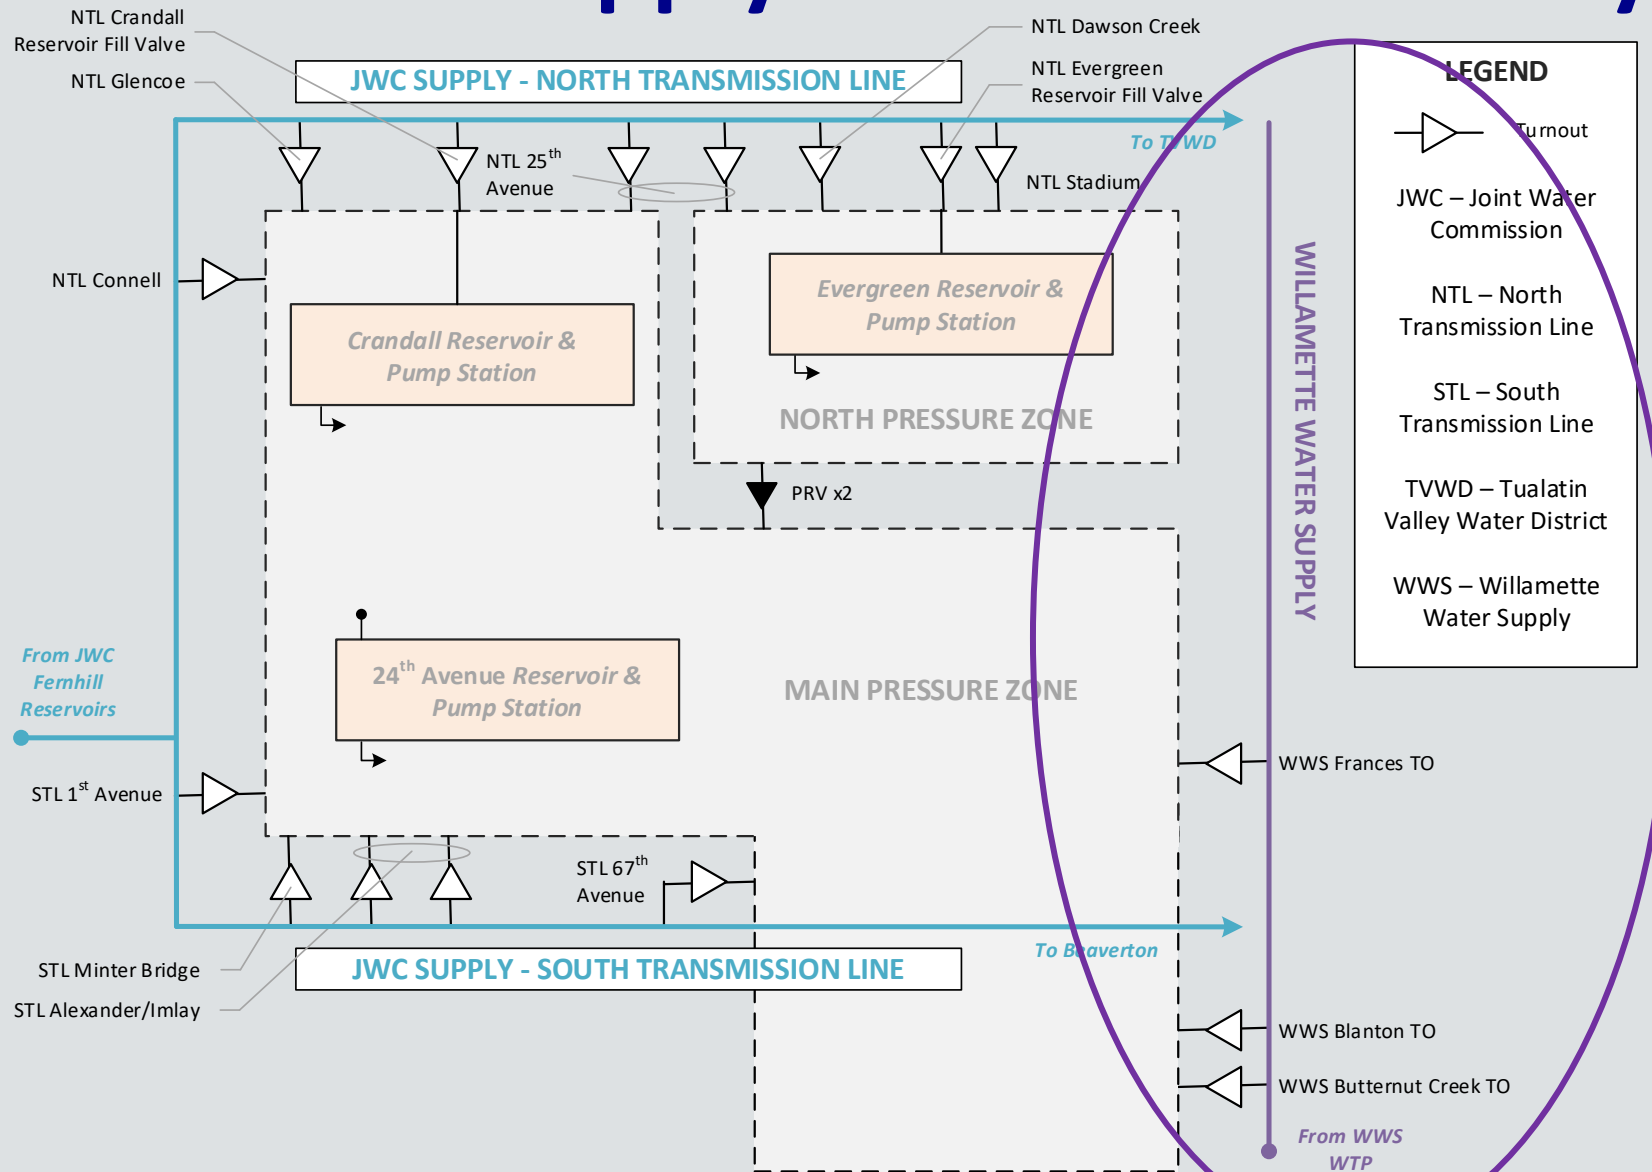 NTL Crandall
Reservoir Fill Valve
NTL Glencoe
JWC SUPPLY - NORTH TRANSMISSION LINE
NTL Dawson Creek
NTL Evergreen
Reservoir Fill Valve
To TVWD
NTL 25th
Avenue
NTL Stadium
NTL Connell
Crandall Reservoir &
Pump Station
Evergreen Reservoir &
Pump Station
NORTH PRESSURE ZONE
PRV x2
WILLAMETTE WATER SUPPLY
LEGEND
Turnout
JWC – Joint Water
Commission
NTL – North
Transmission Line
STL – South
Transmission Line
TVWD – Tualatin
Valley Water District
WWS – Willamette
Water Supply
From JWC
Fernhill
Reservoirs
24th Avenue Reservoir &
Pump Station
MAIN PRESSURE ZONE
WWS Frances TO
STL 1st Avenue
STL 67th
Avenue
To Beaverton
STL Minter Bridge
STL Alexander/Imlay
JWC SUPPLY - SOUTH TRANSMISSION LINE
WWS Blanton TO
WWS Butternut Creek TO
From WWS
WTP